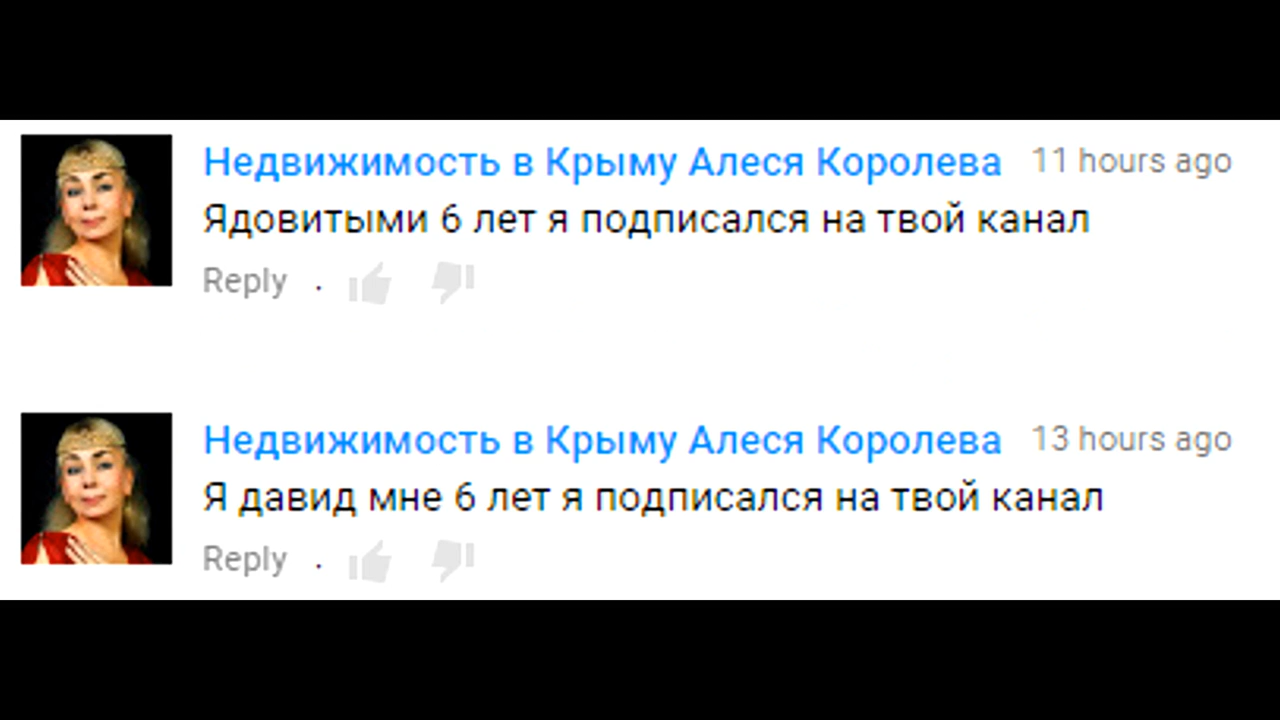 Недвижимость в Крыму Алеся Королева 11 hours ago
Ядовитыми 6 лет я подписался на твой канал
Reply .
Недвижимость в Крыму Алеся Королева 13 hours ago
Я давид мне 6 лет я подписался на твой канал
Reply .